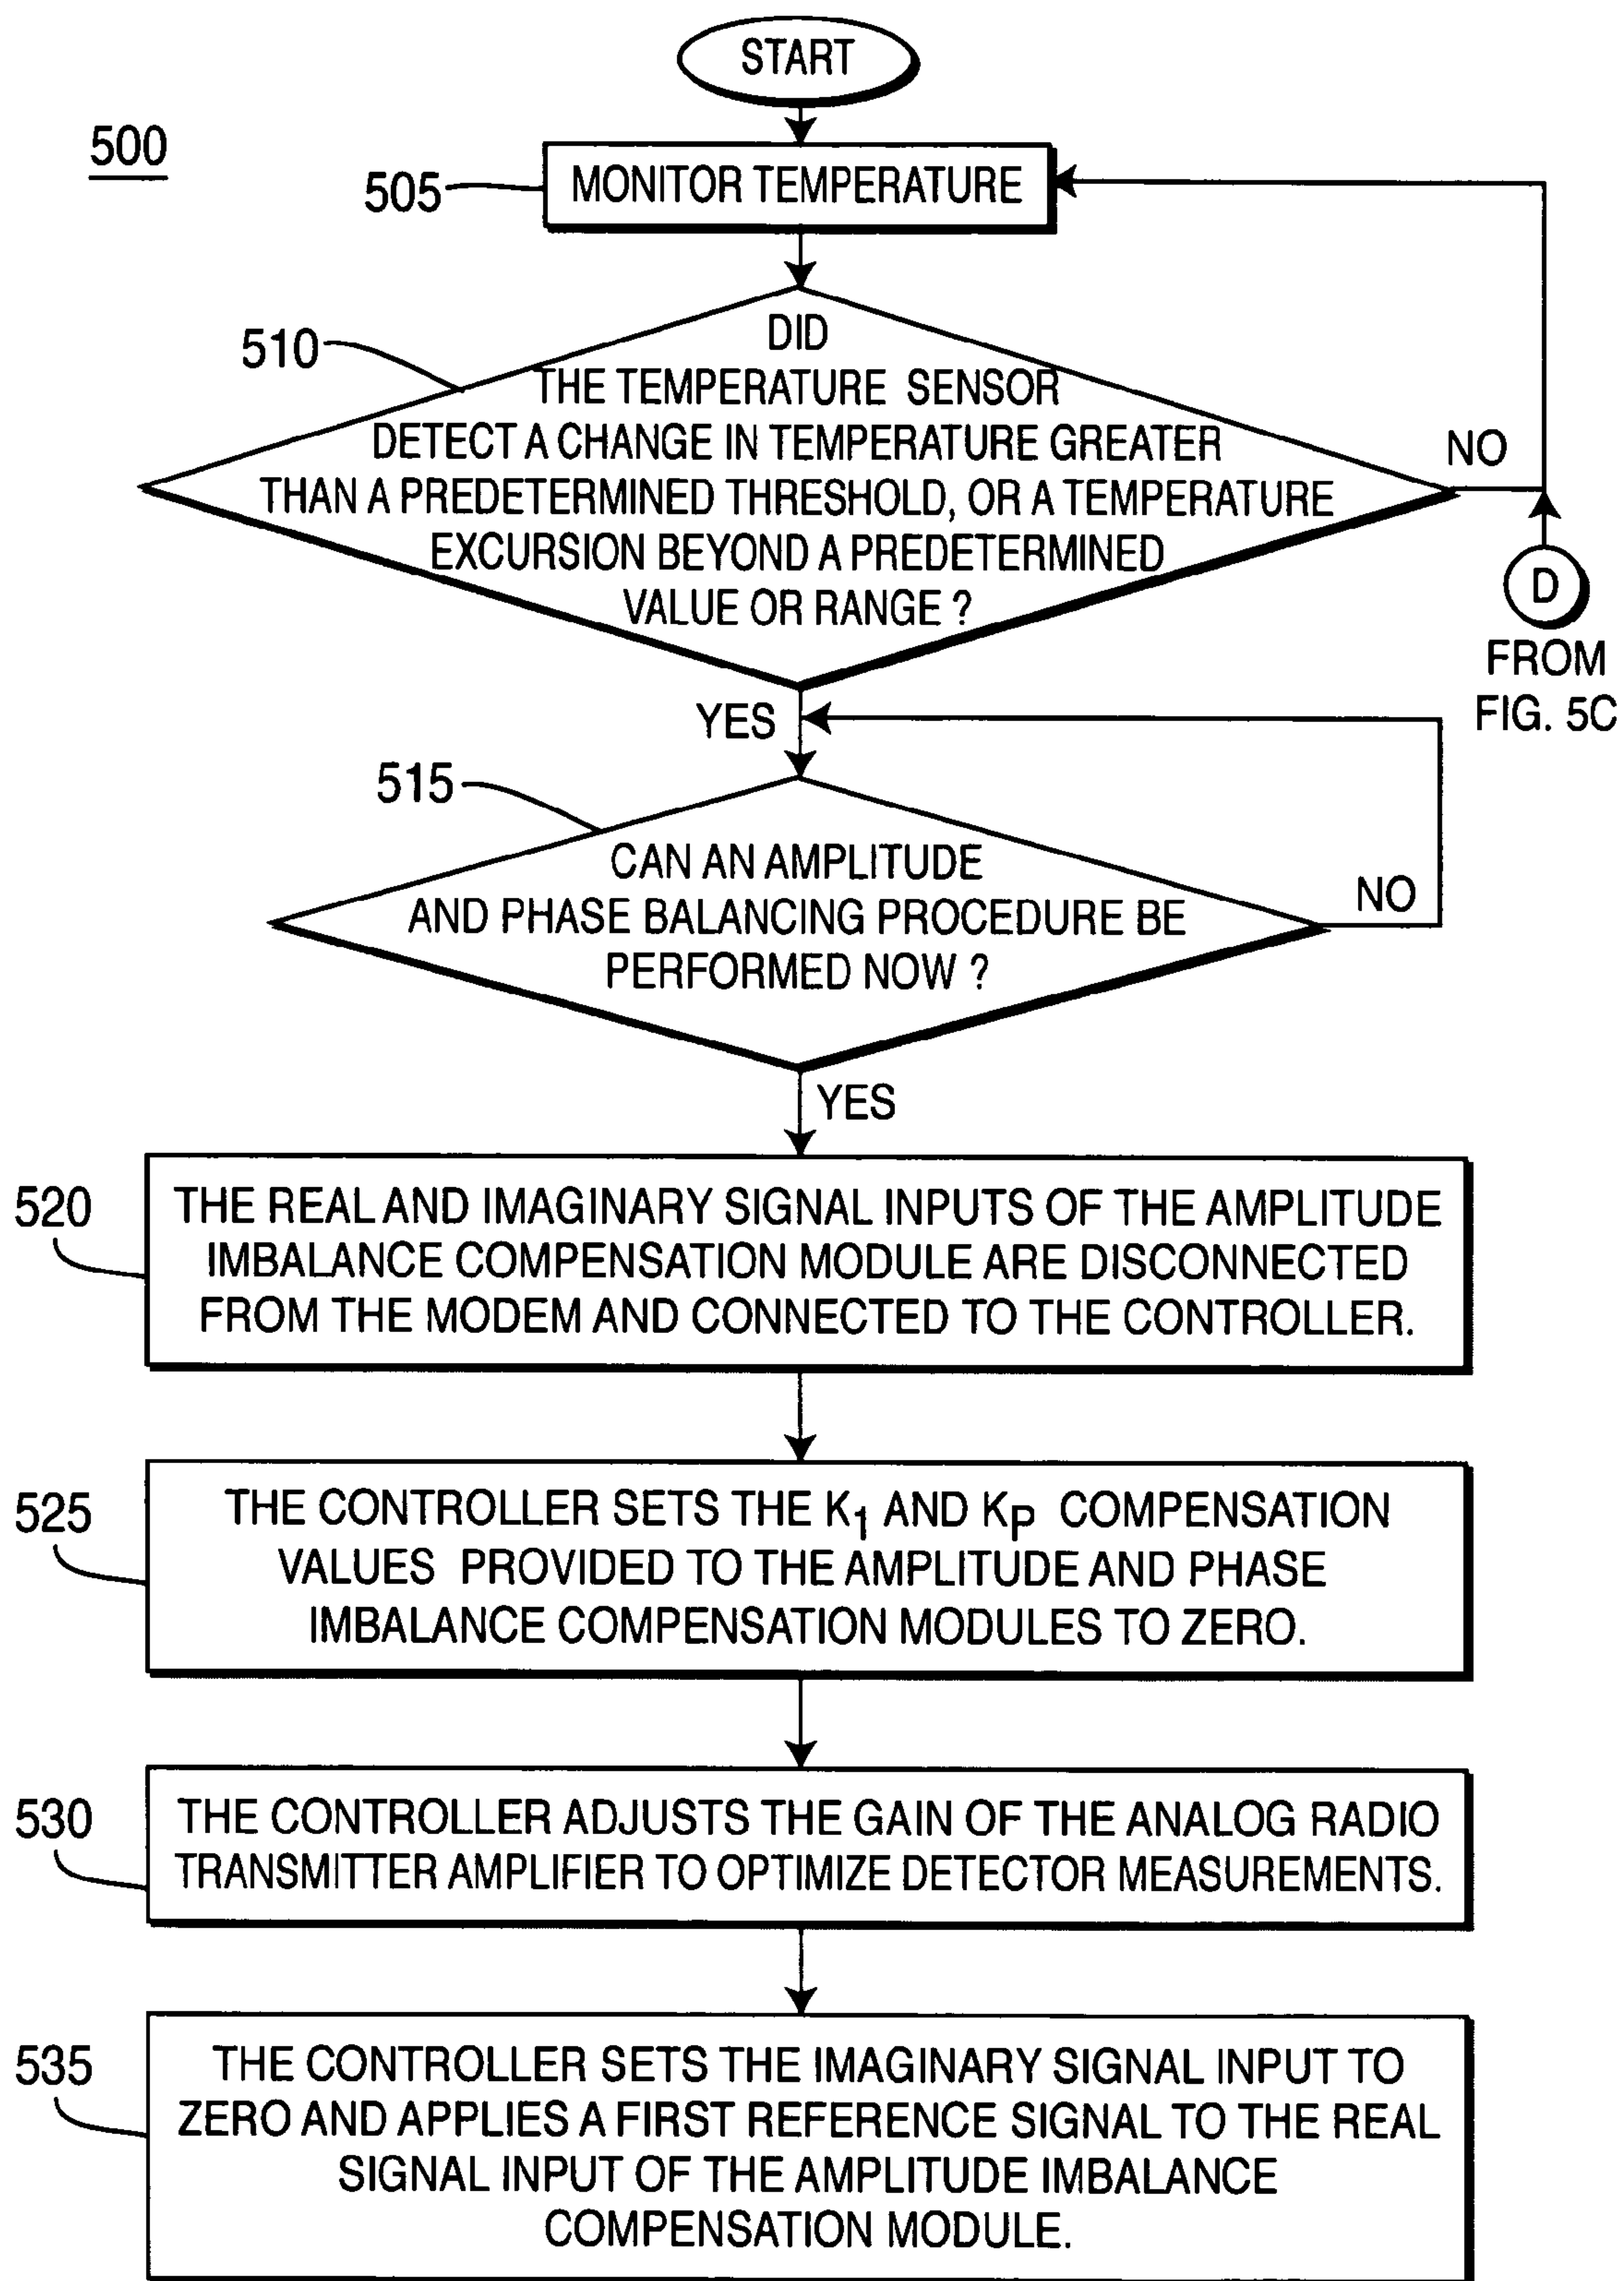 START
500
505
MONITOR TEMPERATURE
510
DID
THE TEMPERATURE SENSOR
DETECT A CHANGE IN TEMPERATURE GREATER
THAN A PREDETERMINED THRESHOLD, OR A TEMPERATURE
EXCURSION BEYOND A PREDETERMINED
VALUE OR RANGE ?
NO
D
FROM
FIG. 5C
YES
515
CAN AN AMPLITUDE
AND PHASE BALANCING PROCEDURE BE
PERFORMED NOW ?
NO
YES
520
THE REAL AND IMAGINARY SIGNAL INPUTS OF THE AMPLITUDE
IMBALANCE COMPENSATION MODULE ARE DISCONNECTED
FROM THE MODEM AND CONNECTED TO THE CONTROLLER.
525
THE CONTROLLER SETS THE K₁ AND Kₚ COMPENSATION
VALUES PROVIDED TO THE AMPLITUDE AND PHASE
IMBALANCE COMPENSATION MODULES TO ZERO.
530
THE CONTROLLER ADJUSTS THE GAIN OF THE ANALOG RADIO
TRANSMITTER AMPLIFIER TO OPTIMIZE DETECTOR MEASUREMENTS.
535
THE CONTROLLER SETS THE IMAGINARY SIGNAL INPUT TO
ZERO AND APPLIES A FIRST REFERENCE SIGNAL TO THE REAL
SIGNAL INPUT OF THE AMPLITUDE IMBALANCE
COMPENSATION MODULE.